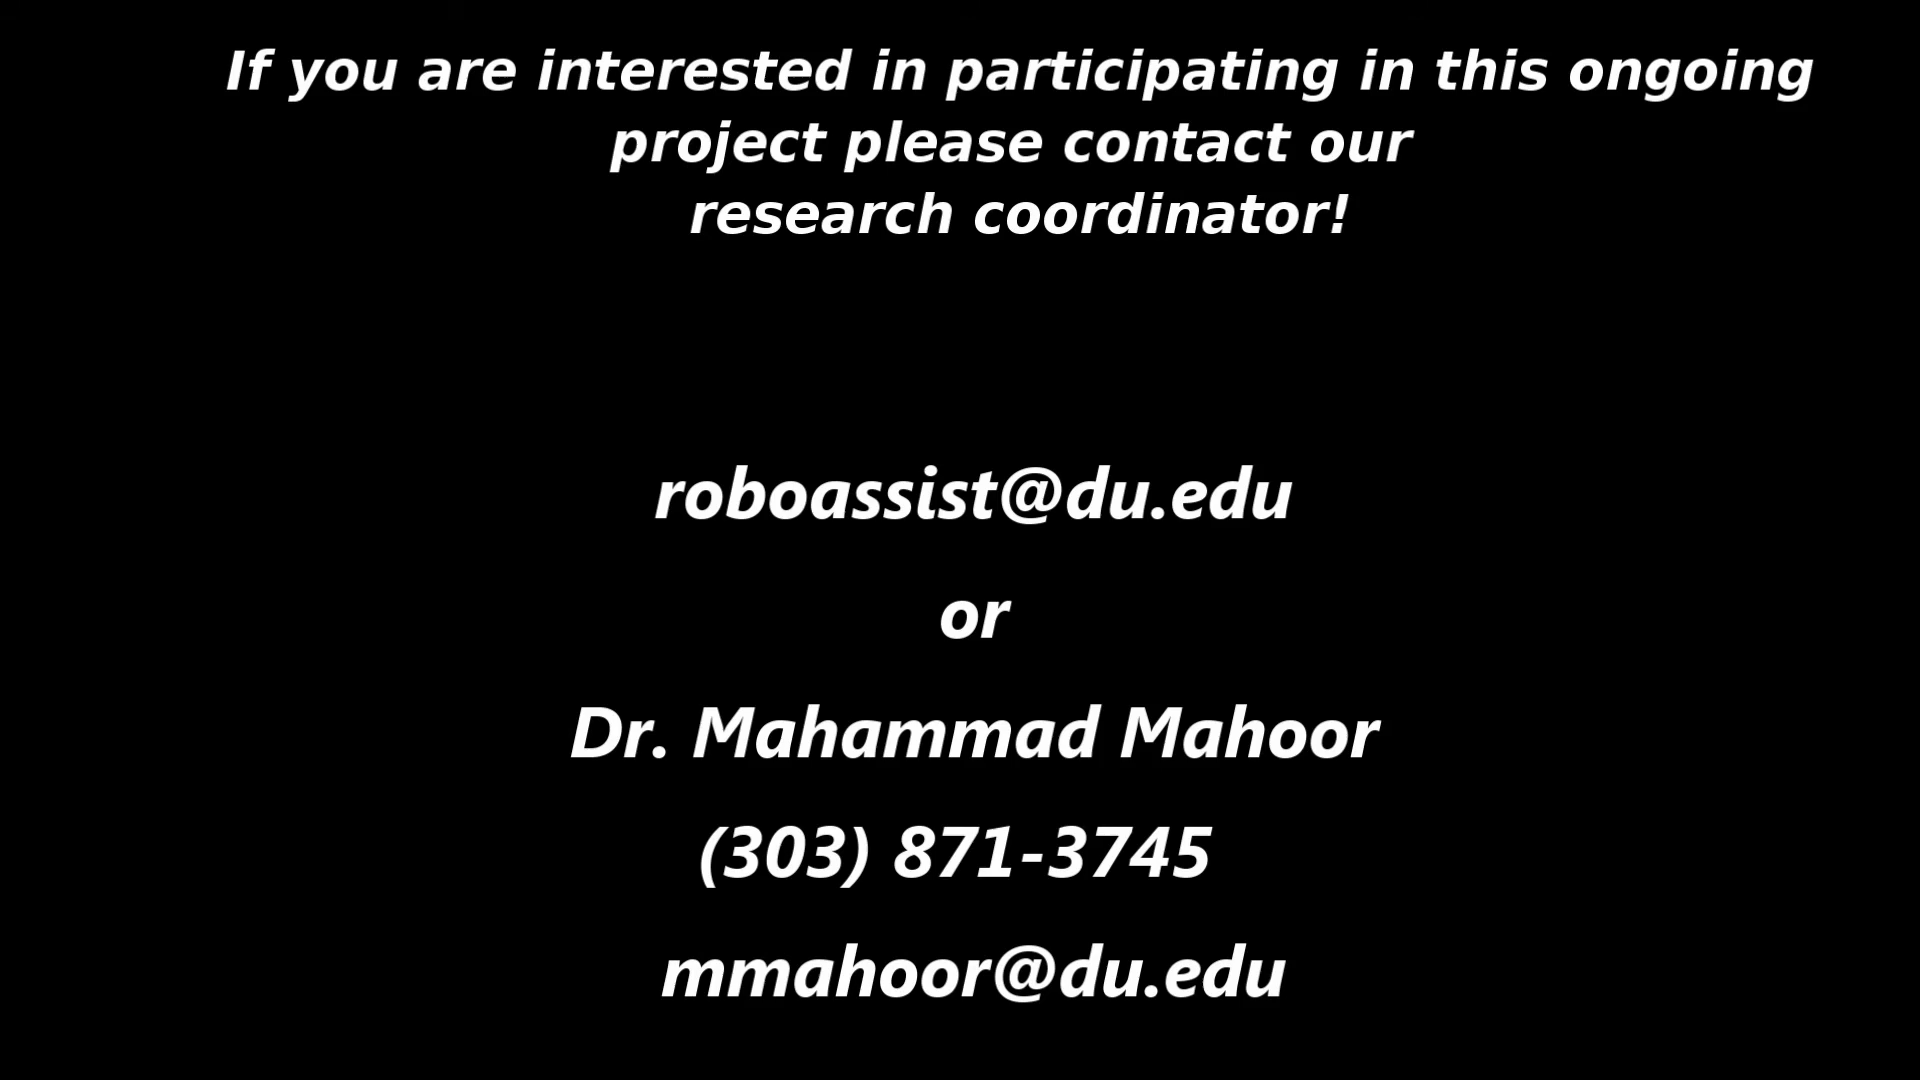 If you are interested in participating in this ongoing
project please contact our
research coordinator!
roboassist@du.edu
or
Dr. Mahammad Mahoor
(303) 871-3745
mmahoor@du.edu